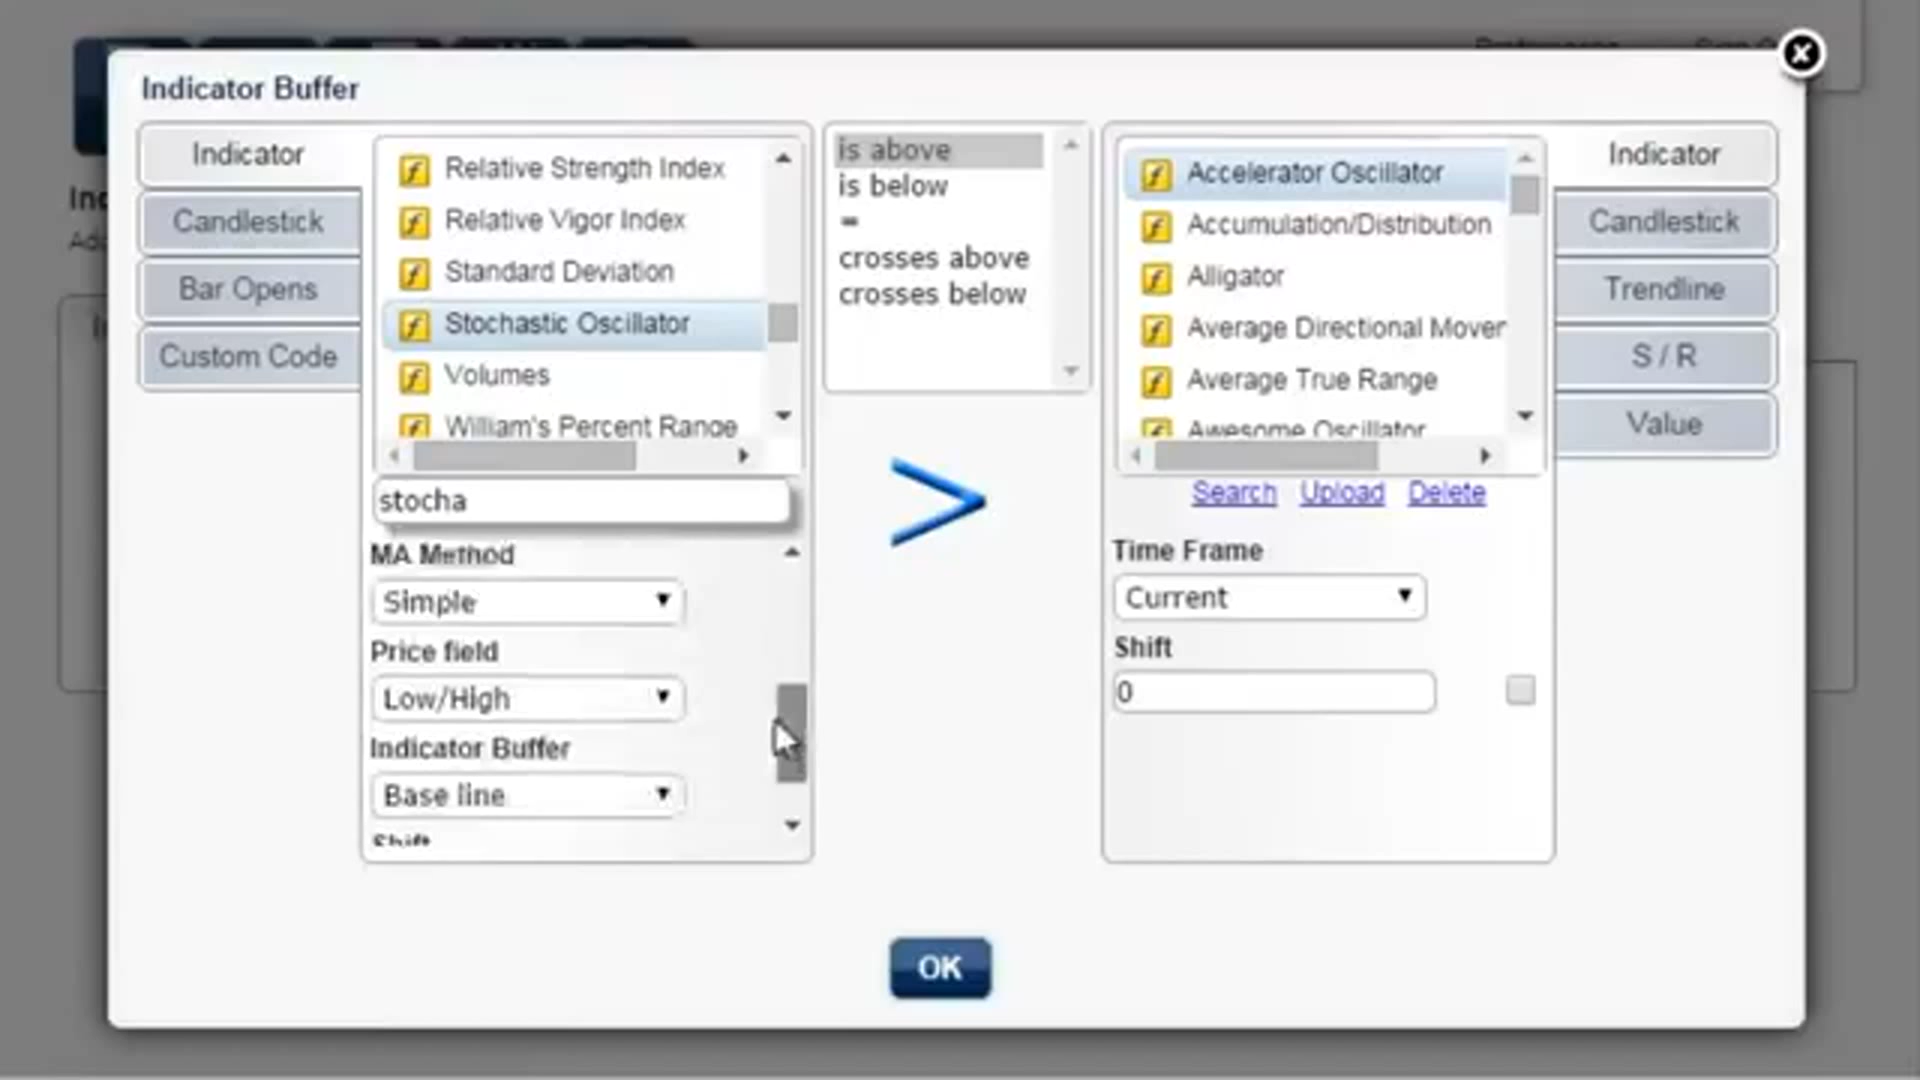 Indicator Buffer
Indicator
Candlestick
Bar Opens
Custom Code
Relative Strength Index
Relative Vigor Index
Standard Deviation
Stochastic Oscillator
Volumes
William's Percent Range
stocha
MA Method
Simple
Price field
Low/High
Indicator Buffer
Base line
Shift
is above
is below
=
crosses above
crosses below
>
Accelerator Oscillator
Accumulation/Distribution
Alligator
Average Directional Mover
Average True Range
Awesome Oscillator
Search Upload Delete
Time Frame
Current
Shift
0
Indicator
Candlestick
Trendline
S / R
Value
OK